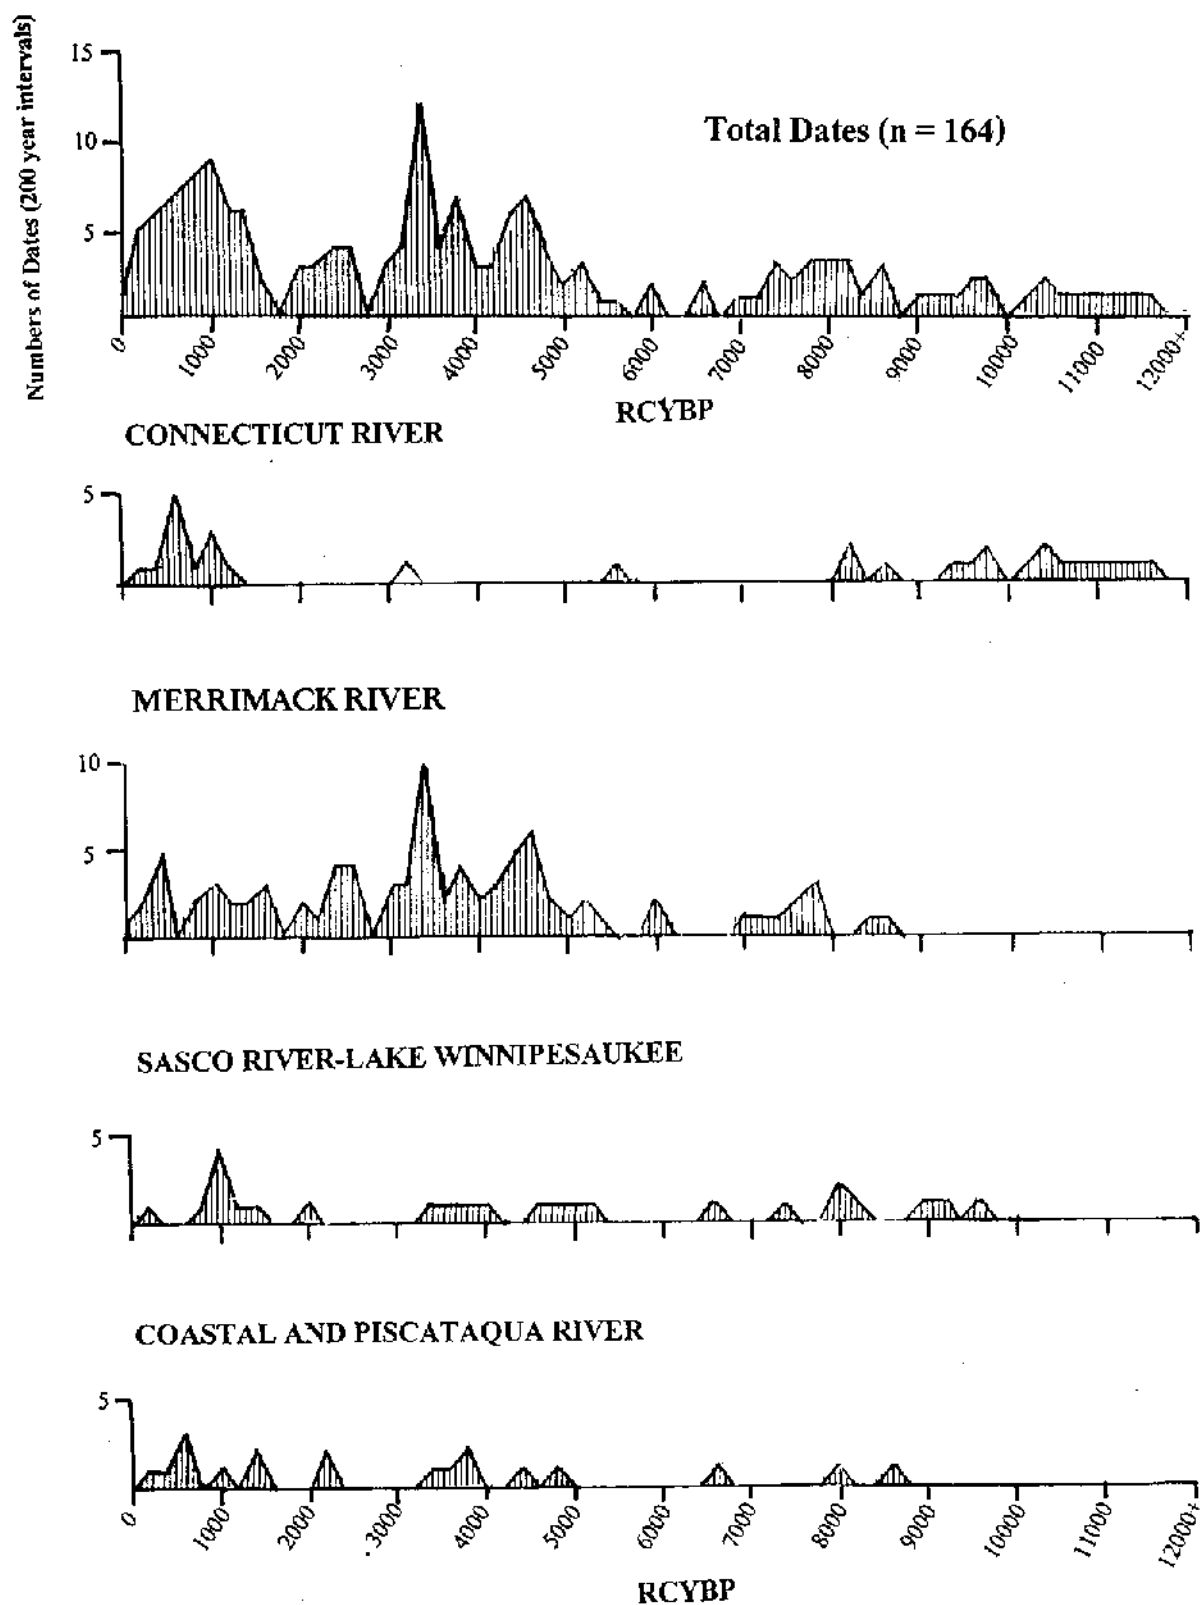 Numbers of Dates (200 year intervals)
15
10
5
Total Dates (n = 164)
0 1000 2000 3000 4000 5000 6000 7000 8000 9000 10000 11000 12000+
RCYBP
CONNECTICUT RIVER
5
MERRIMACK RIVER
10
5
SASCO RIVER-LAKE WINNIPESAUKEE
5
COASTAL AND PISCATAQUA RIVER
5
0 1000 2000 3000 4000 5000 6000 7000 8000 9000 10000 11000 12000+
RCYBP